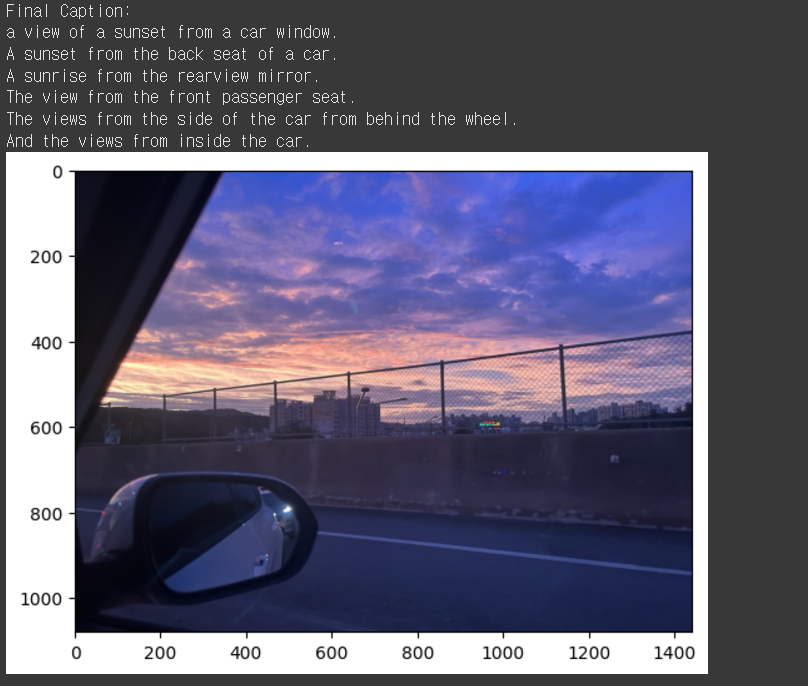 Final Caption:
a view of a sunset from a car window.
A sunset from the back seat of a car.
A sunrise from the rearview mirror.
The view from the front passenger seat.
The views from the side of the car from behind the wheel.
And the views from inside the car.
0
200
400
600
800
1000
0 200 400 600 800 1000 1200 1400